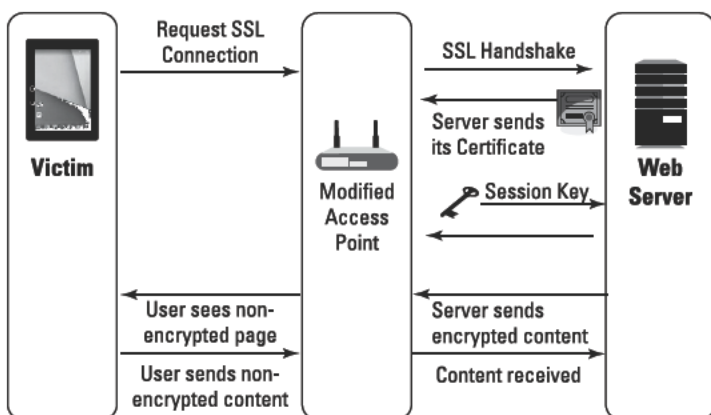 Request SSL
Connection
SSL Handshake
Server sends
its Certificate
Victim
Modified
Access
Point
Session Key
Web
Server
User sees non-
encrypted page
Server sends
encrypted content
User sends non-
encrypted content
Content received